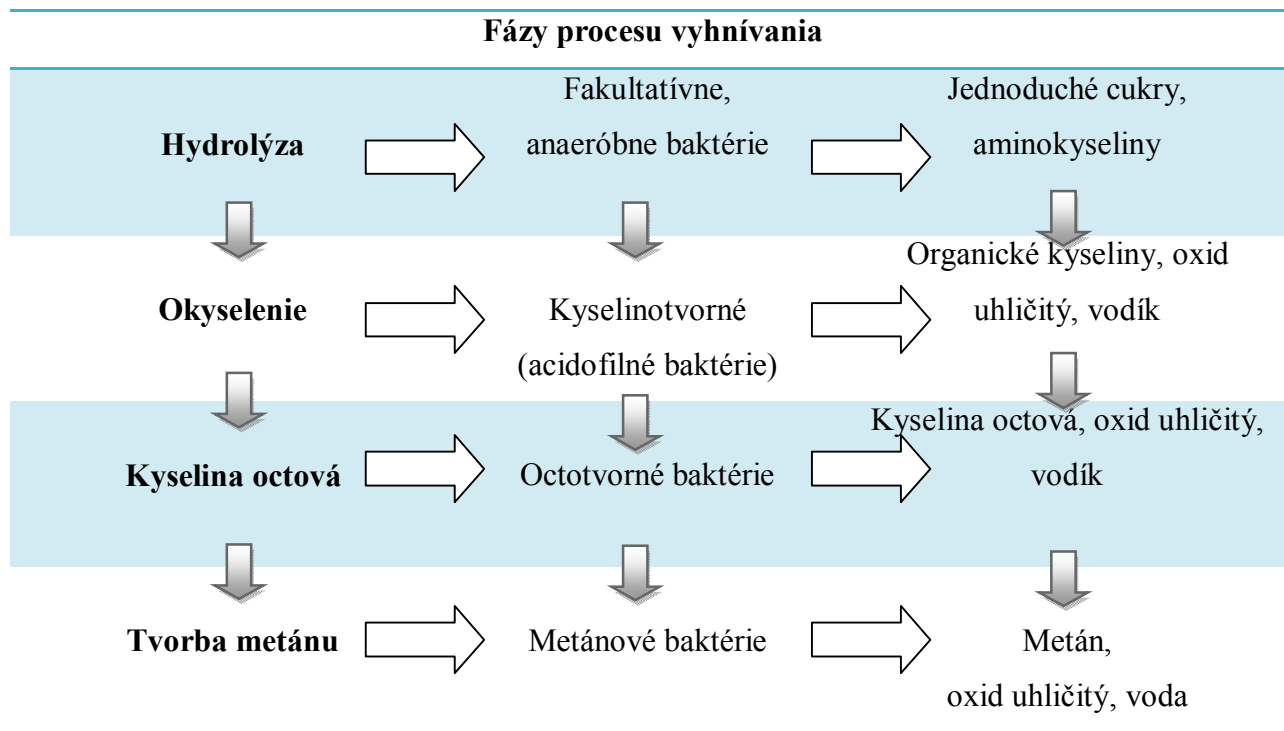 Fázy procesu vyhnívania
Hydrolýza
Fakultatívne,
anaeróbne baktérie
Jednoduché cukry,
aminokyseliny
Okyselenie
Kyselinotvorné
(acidofilné baktérie)
Organické kyseliny, oxid
uhličitý, vodík
Kyselina octová
Octotvorné baktérie
Kyselina octová, oxid uhličitý,
vodík
Tvorba metánu
Metánové baktérie
Metán,
oxid uhličitý, voda